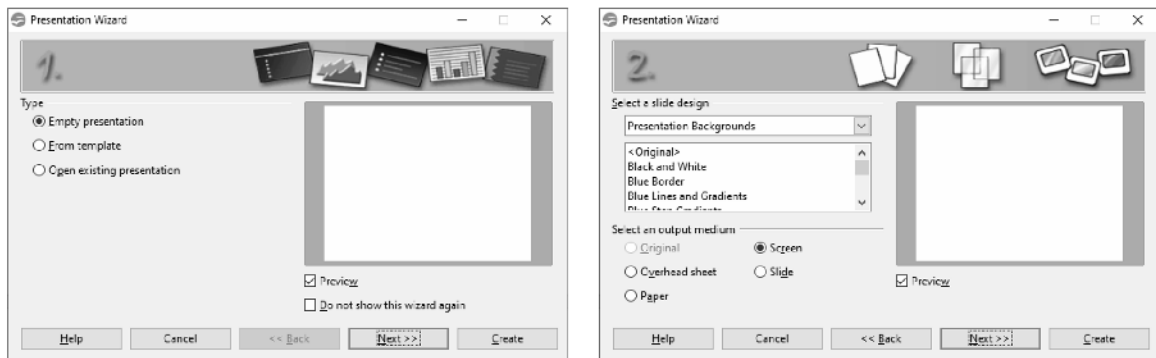 Presentation Wizard
1.
Type
Empty presentation
From template
Open existing presentation
Preview
Do not show this wizard again
Help
Cancel
<< Back
Next >>
Create
Presentation Wizard
2.
Select a slide design
Presentation Backgrounds
<Original>
Black and White
Blue Border
Blue Lines and Gradients
Blue Step Gradients
Select an output medium
Original
Screen
Overhead sheet
Slide
Paper
Preview
Help
Cancel
<< Back
Next >>
Create